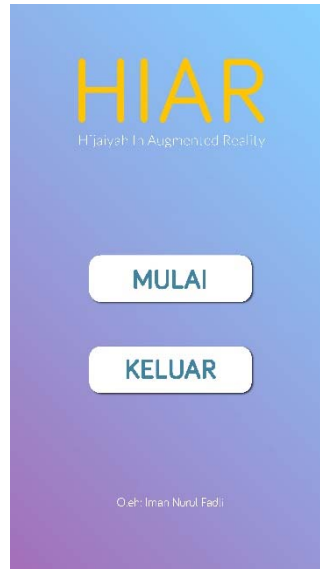 HIAR
Hijaiyah In Augmented Reality
MULAI
KELUAR
Oleh: Iman Nurul Fadli